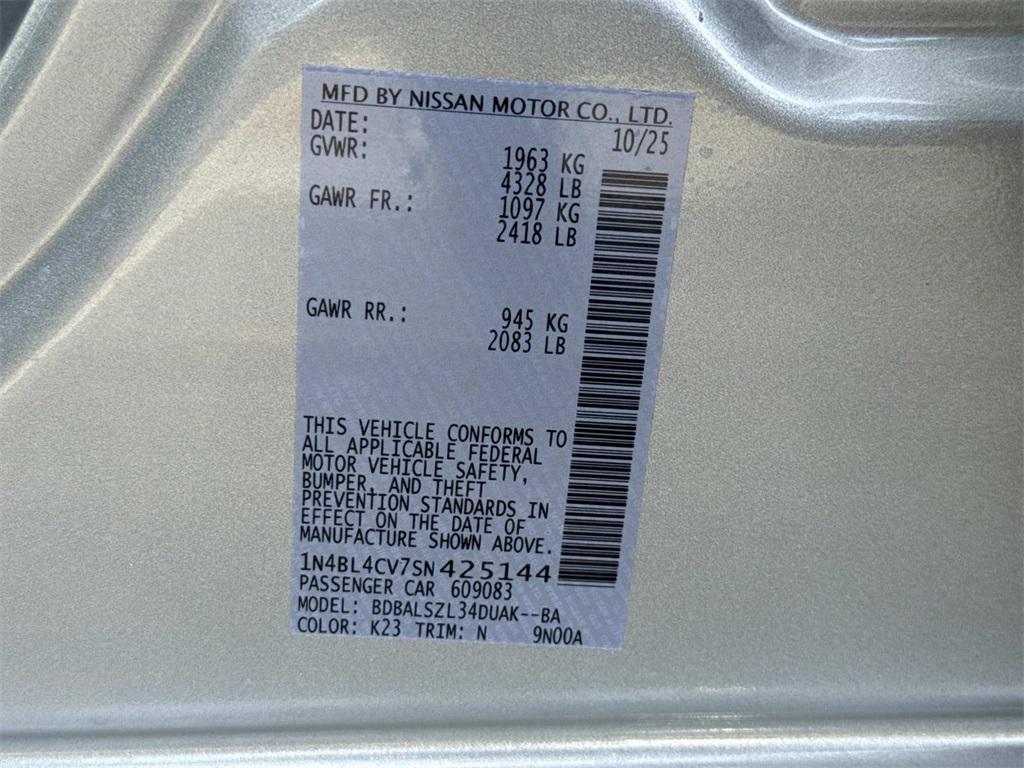 MFD BY NISSAN MOTOR CO., LTD.
DATE: 10/25
GVWR: 1963 KG
4328 LB
GAWR FR.: 1097 KG
2418 LB
GAWR RR.: 945 KG
2083 LB
THIS VEHICLE CONFORMS TO
ALL APPLICABLE FEDERAL
MOTOR VEHICLE SAFETY,
BUMPER, AND THEFT
PREVENTION STANDARDS IN
EFFECT ON THE DATE OF
MANUFACTURE SHOWN ABOVE.
1N4BL4CV7SN425144
PASSENGER CAR 609083
MODEL: BDBALSZL34DUAK--BA
COLOR: K23 TRIM: N 9N00A